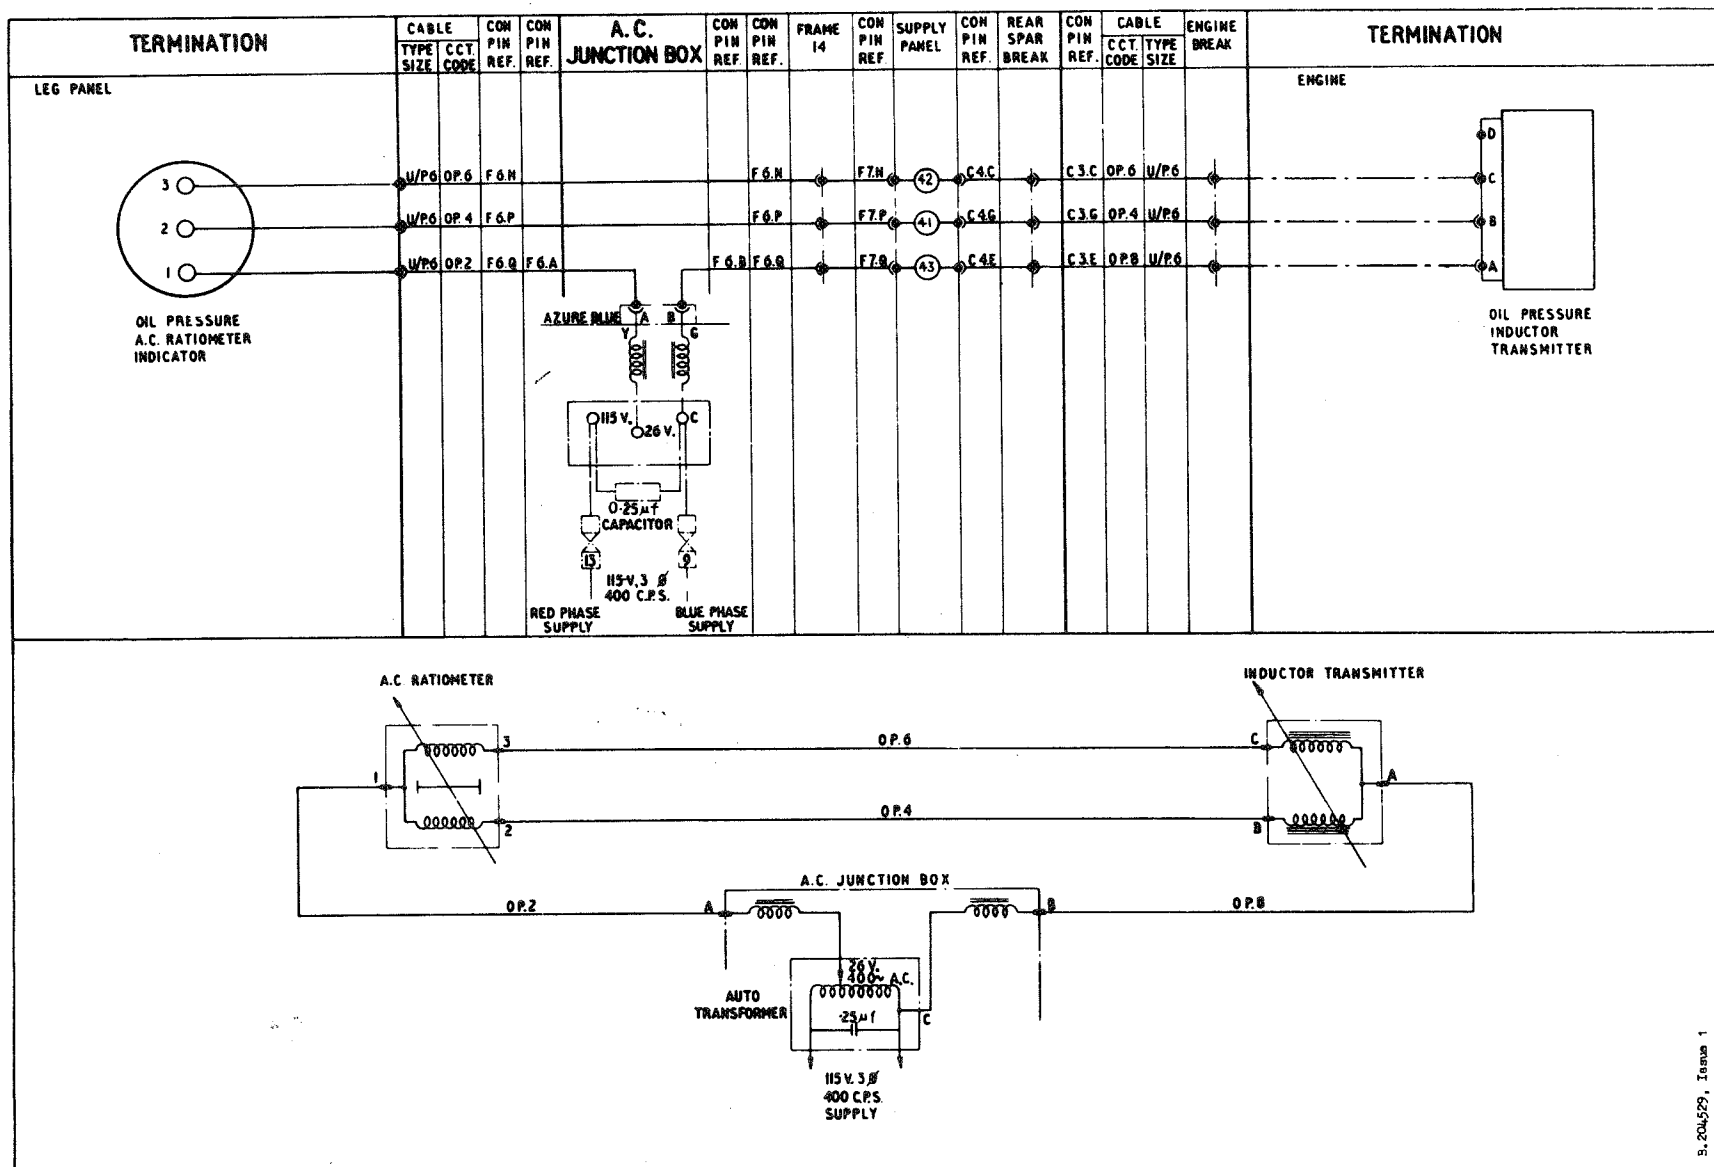 TERMINATION
CABLE
TYPE SIZE
CCT. CODE
CON PIN REF.
CON PIN REF.
A.C. JUNCTION BOX
CON PIN REF.
CON PIN REF.
FRAME 14
CON PIN REF
SUPPLY PANEL
CON PIN REF.
REAR SPAR BREAK
CON PIN REF.
CABLE
CCT. CODE
TYPE SIZE
ENGINE BREAK
TERMINATION
LEG PANEL
ENGINE
D
3 U/P.6 OP.6 F6.N F6.N F7.N 42 C4.C C3.C OP.6 U/P.6 C
2 U/P.6 OP.4 F6.P F6.P F7.P 41 C4.G C3.G OP.4 U/P.6 B
1 U/P.6 OP.2 F6.Q F6.A F6.B F6.Q F7.Q 43 C4.E C3.E OP.8 U/P.6 A
OIL PRESSURE
A.C. RATIOMETER
INDICATOR
OIL PRESSURE
INDUCTOR
TRANSMITTER
AZURE BLUE A B
Y G
115 V. C
26 V.
0.25μf
CAPACITOR
13 9
115V, 3 Ø
400 C.P.S.
RED PHASE
SUPPLY
BLUE PHASE
SUPPLY
A.C RATIOMETER
INDUCTOR TRANSMITTER
3 OP.6 C
1 A
2 OP.4 B
A.C. JUNCTION BOX
OP.2 A B OP.8
26 V.
400~ A.C.
AUTO
TRANSFORMER
.25μf C
115 V. 3 Ø
400 C.P.S.
SUPPLY
B.204529, Issue 1